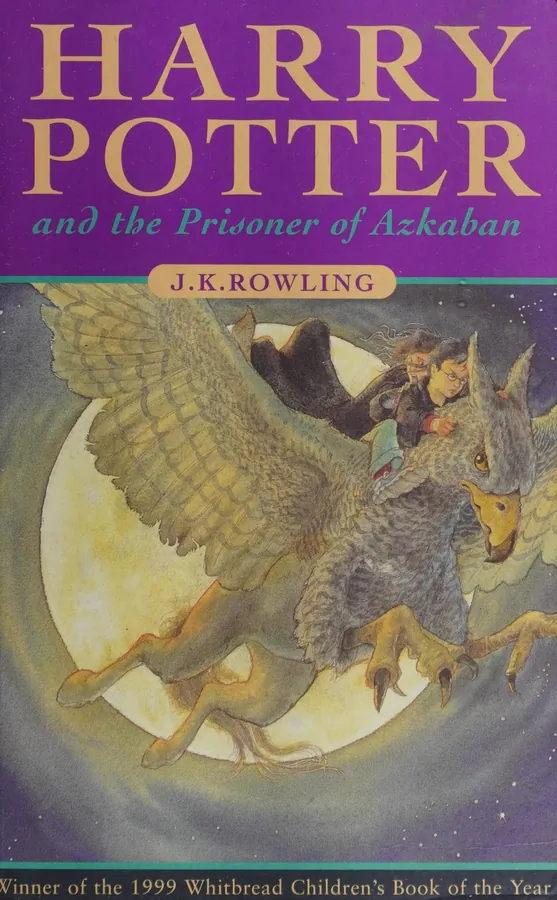 HARRY
POTTER
and the Prisoner of Azkaban
J.K.ROWLING
Winner of the 1999 Whitbread Children's Book of the Year